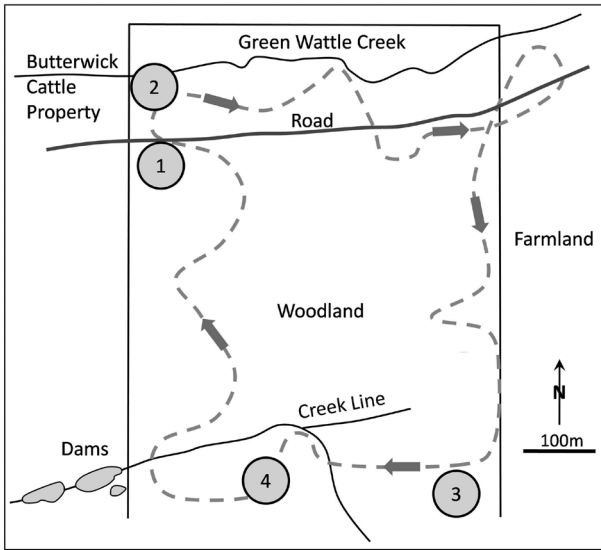 Green Wattle Creek
Butterwick
Cattle
Property
2
Road
1
Farmland
Woodland
N
Creek Line
100m
Dams
4
3